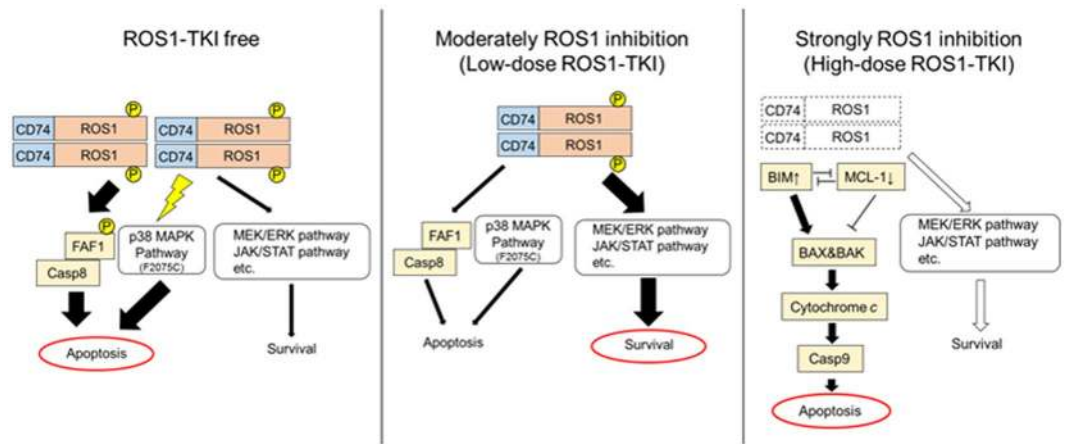 ROS1-TKI free
P
P
CD74 ROS1
CD74 ROS1
CD74 ROS1
CD74 ROS1
P
P
P
FAF1
Casp8
p38 MAPK
Pathway
(F2075C)
MEK/ERK pathway
JAK/STAT pathway
etc.
Apoptosis
Survival
Moderately ROS1 inhibition
(Low-dose ROS1-TKI)
P
CD74 ROS1
CD74 ROS1
P
FAF1
Casp8
p38 MAPK
Pathway
(F2075C)
MEK/ERK pathway
JAK/STAT pathway
etc.
Apoptosis
Survival
Strongly ROS1 inhibition
(High-dose ROS1-TKI)
CD74 ROS1
CD74 ROS1
BIM↑
MCL-1↓
BAX&BAK
MEK/ERK pathway
JAK/STAT pathway
etc.
Cytochrome c
Casp9
Survival
Apoptosis